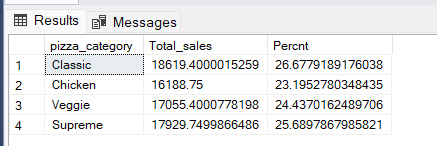 Results Messages
pizza_category Total_sales Percnt
1 Classic 18619.4000015259 26.6779189176038
2 Chicken 16188.75 23.1952780348435
3 Veggie 17055.4000778198 24.4370162489706
4 Supreme 17929.7499866486 25.6897867985821